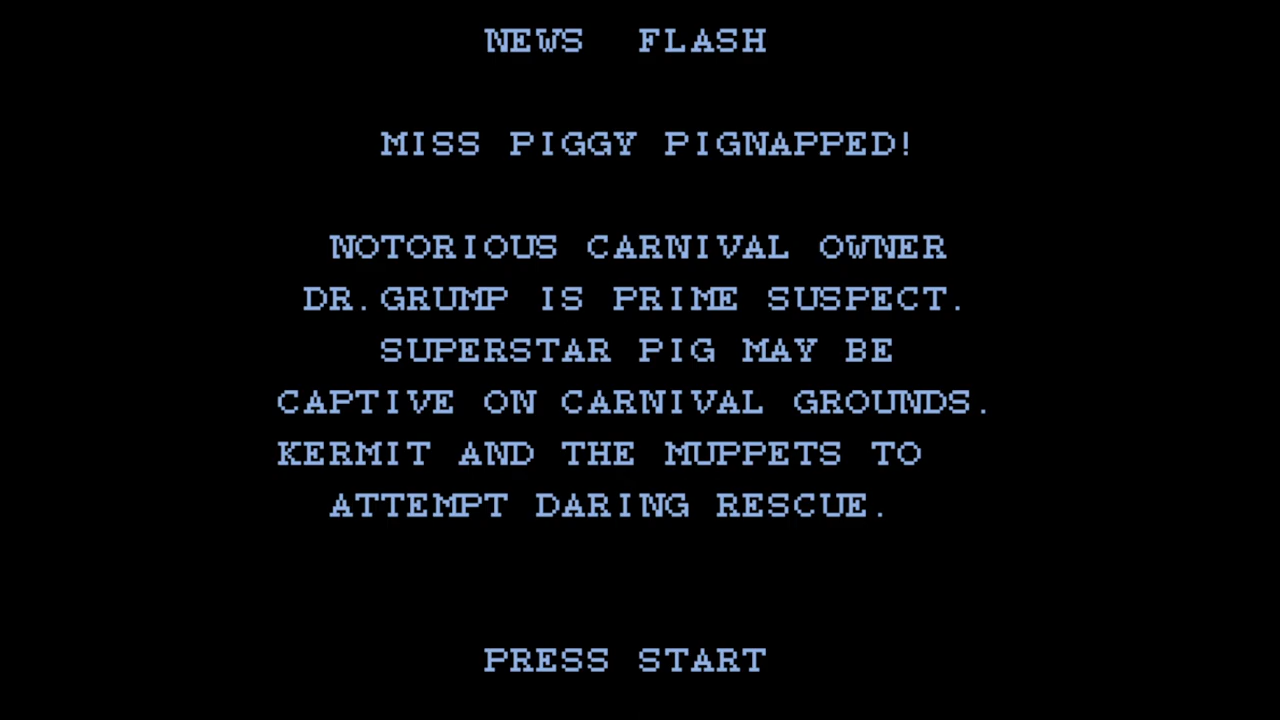 NEWS FLASH
MISS PIGGY PIGNAPPED!
NOTORIOUS CARNIVAL OWNER
DR.GRUMP IS PRIME SUSPECT.
SUPERSTAR PIG MAY BE
CAPTIVE ON CARNIVAL GROUNDS.
KERMIT AND THE MUPPETS TO
ATTEMPT DARING RESCUE.
PRESS START